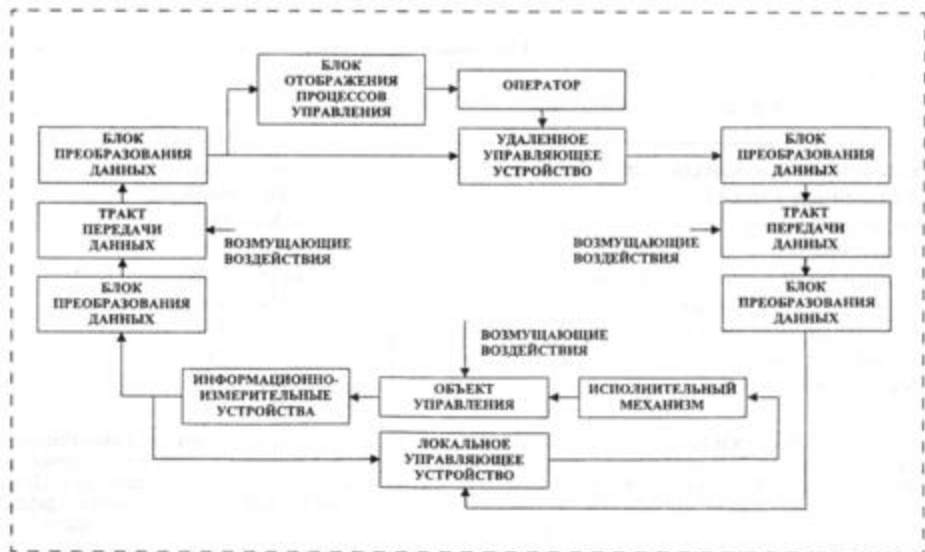 БЛОК
ОТОБРАЖЕНИЯ
ПРОЦЕССОВ
УПРАВЛЕНИЯ
ОПЕРАТОР
БЛОК
ПРЕОБРАЗОВАНИЯ
ДАННЫХ
УДАЛЕННОЕ
УПРАВЛЯЮЩЕЕ
УСТРОЙСТВО
БЛОК
ПРЕОБРАЗОВАНИЯ
ДАННЫХ
ТРАКТ
ПЕРЕДАЧИ
ДАННЫХ
ВОЗМУЩАЮЩИЕ
ВОЗДЕЙСТВИЯ
ВОЗМУЩАЮЩИЕ
ВОЗДЕЙСТВИЯ
ТРАКТ
ПЕРЕДАЧИ
ДАННЫХ
БЛОК
ПРЕОБРАЗОВАНИЯ
ДАННЫХ
БЛОК
ПРЕОБРАЗОВАНИЯ
ДАННЫХ
ВОЗМУЩАЮЩИЕ
ВОЗДЕЙСТВИЯ
ИНФОРМАЦИОННО-
ИЗМЕРИТЕЛЬНЫЕ
УСТРОЙСТВА
ОБЪЕКТ
УПРАВЛЕНИЯ
ИСПОЛНИТЕЛЬНЫЙ
МЕХАНИЗМ
ЛОКАЛЬНОЕ
УПРАВЛЯЮЩЕЕ
УСТРОЙСТВО